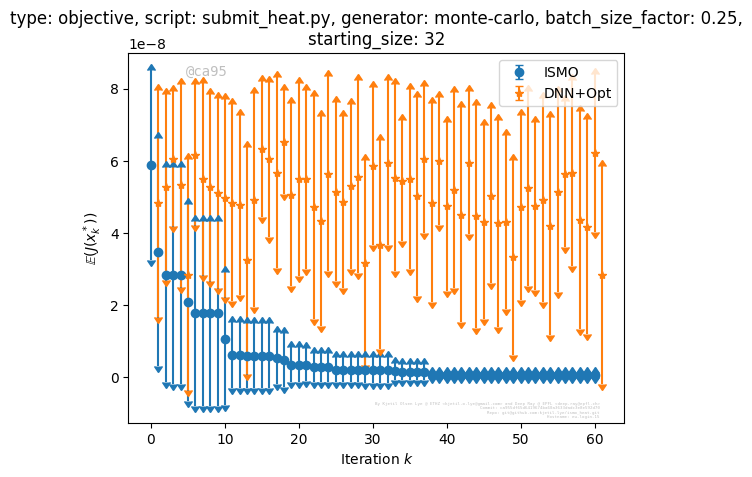 type: objective, script: submit_heat.py, generator: monte-carlo, batch_size_factor: 0.25,
starting_size: 32
1e−8
@ca95
ISMO
DNN+Opt
8
6
4
2
0
𝔼(J(x*k))
0 10 20 30 40 50 60
Iteration k